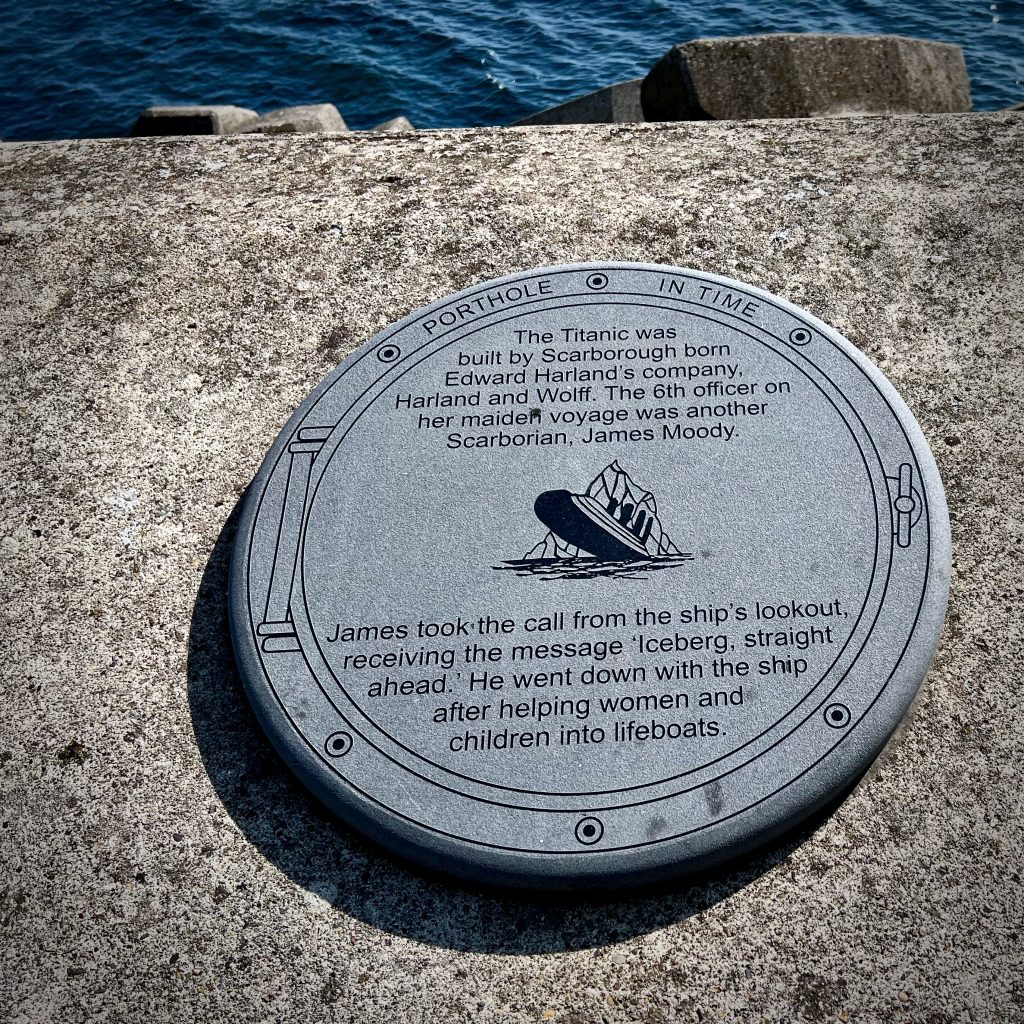 PORTHOLE IN TIME
The Titanic was
built by Scarborough born
Edward Harland's company,
Harland and Wolff. The 6th officer on
her maiden voyage was another
Scarborian, James Moody.
James took the call from the ship's lookout,
receiving the message 'Iceberg, straight
ahead.' He went down with the ship
after helping women and
children into lifeboats.